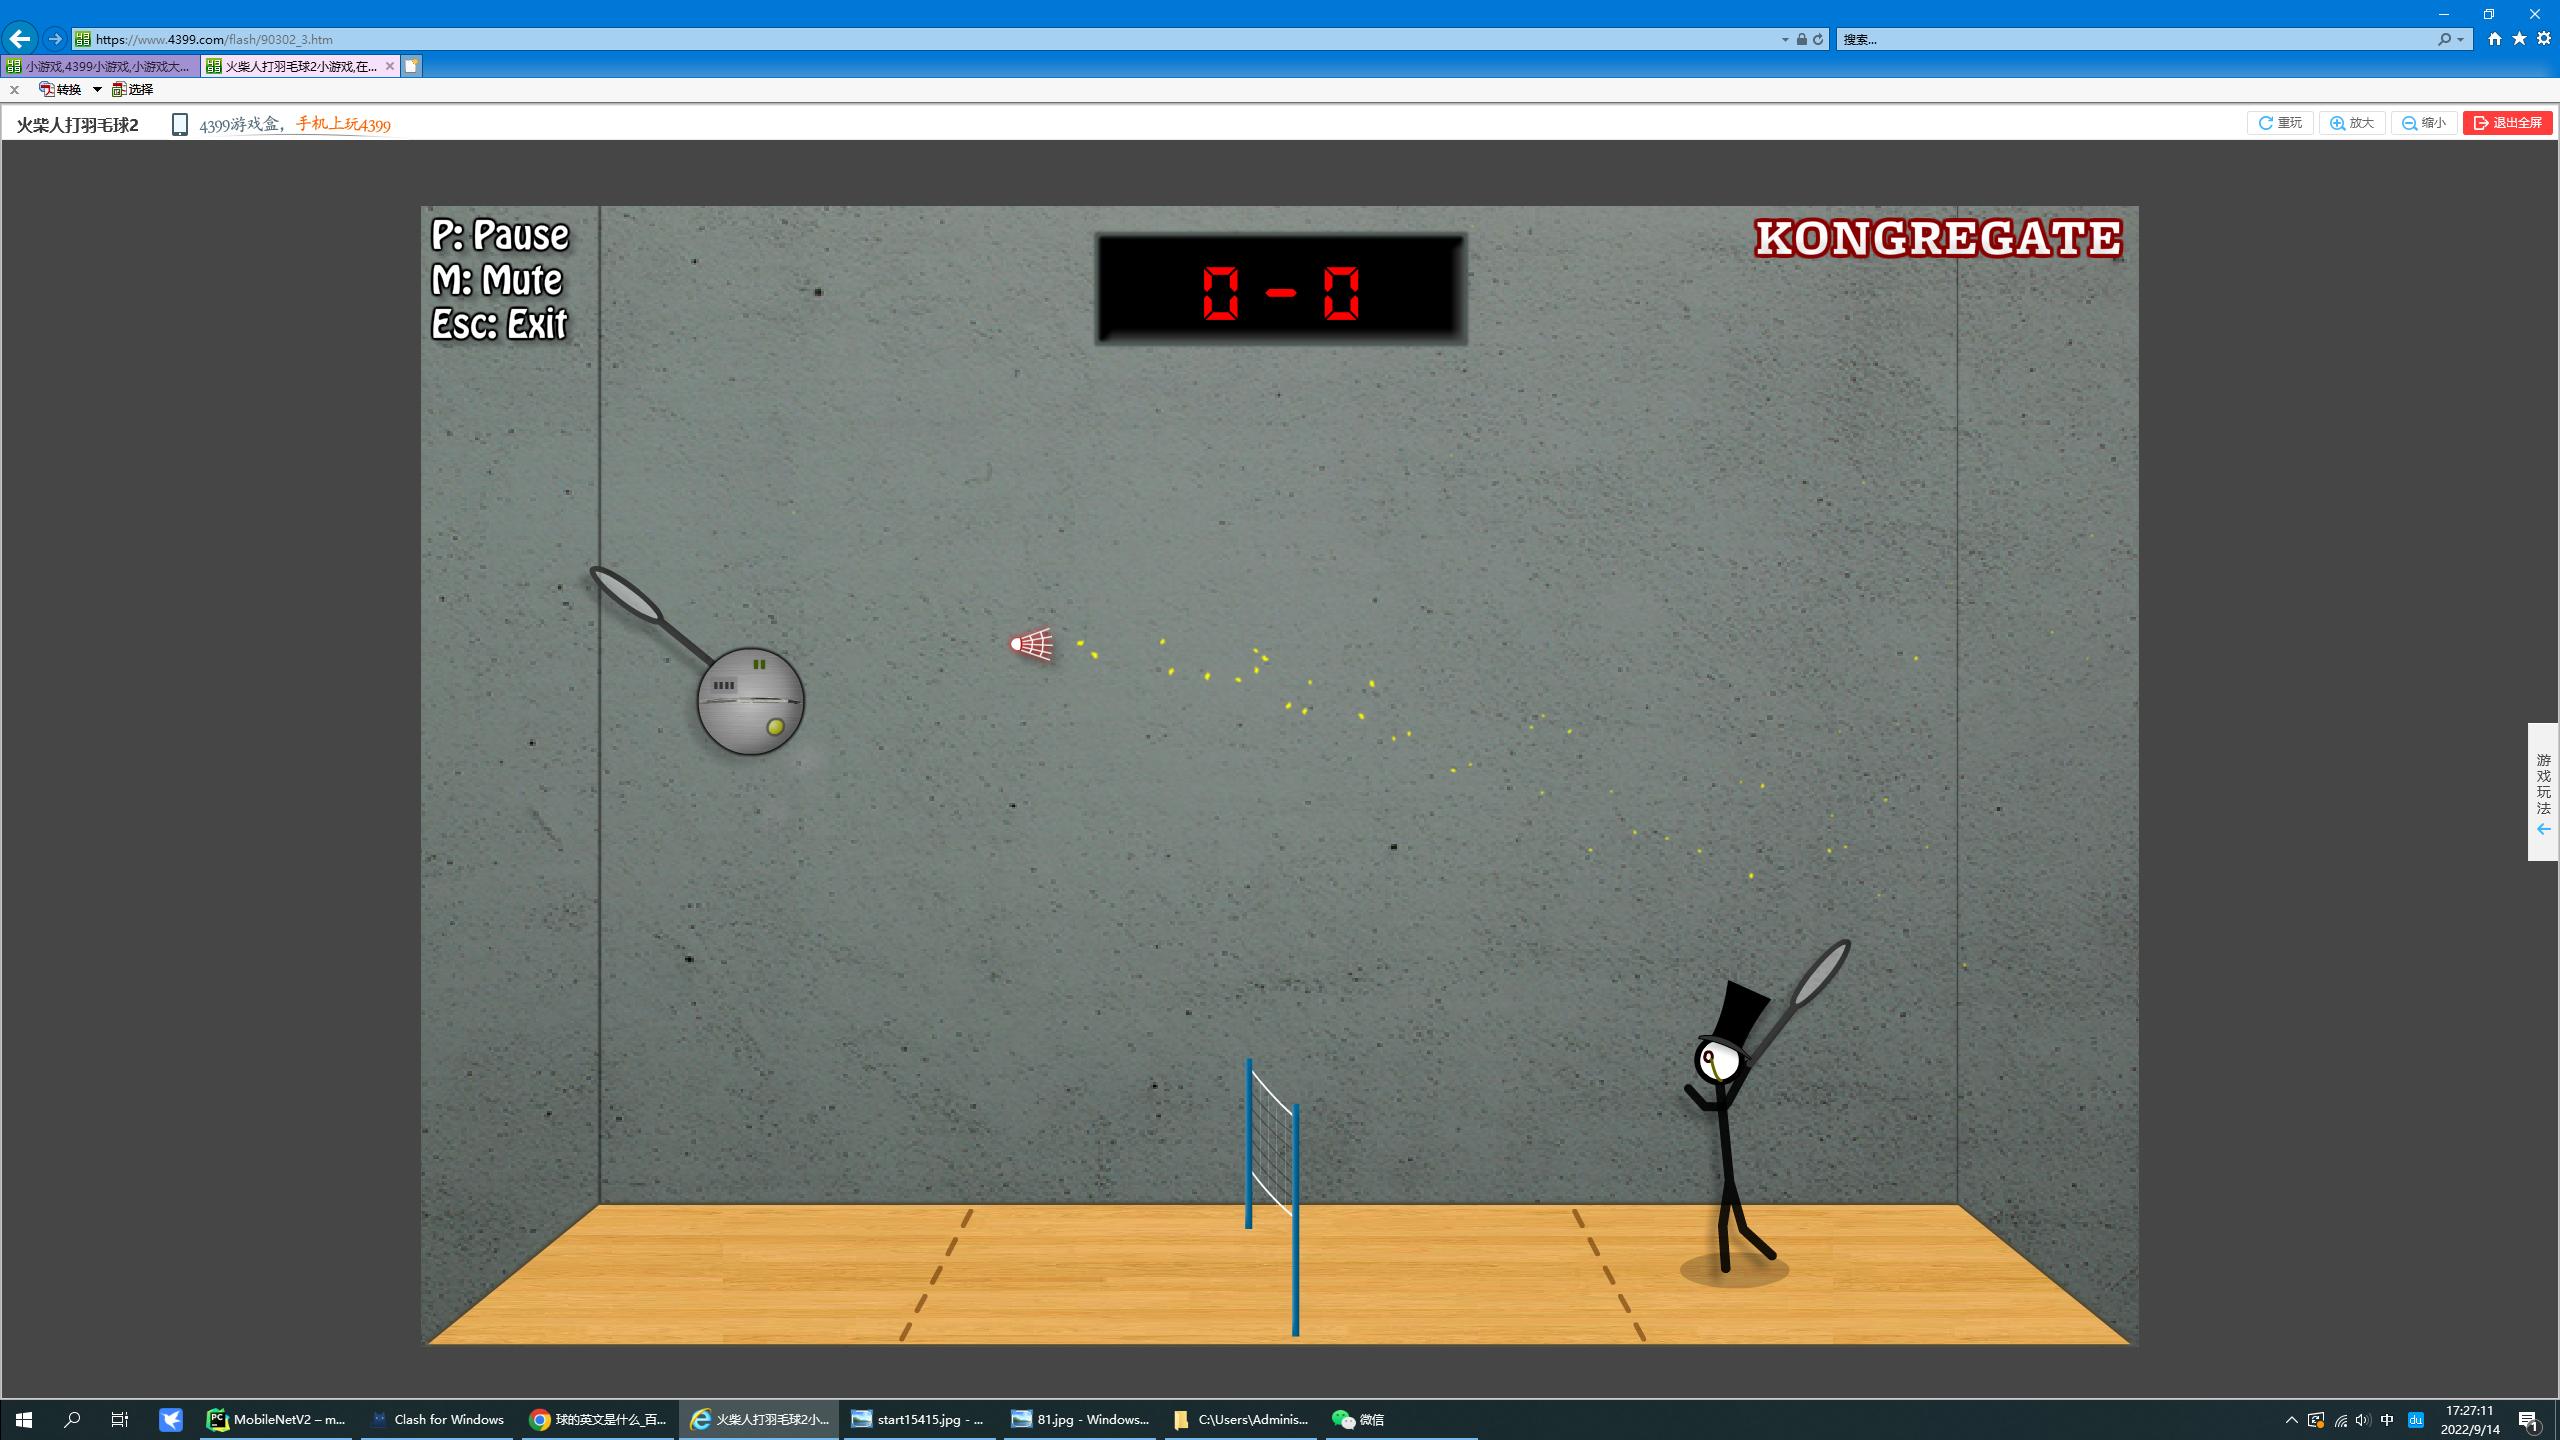 https://www.4399.com/flash/90302_3.htm
搜索...
小游戏,4399小游戏,小游戏大...
火柴人打羽毛球2小游戏,在...
转换
选择
火柴人打羽毛球2
4399游戏盒，手机上玩4399
重玩
放大
缩小
退出全屏
P: Pause
M: Mute
Esc: Exit
0-0
KONGREGATE
游戏玩法
MobileNetV2 – m...
Clash for Windows
球的英文是什么_百...
火柴人打羽毛球2小...
start15415.jpg - ...
81.jpg - Windows...
C:\Users\Adminis...
微信
中
du
17:27:11
2022/9/14
1